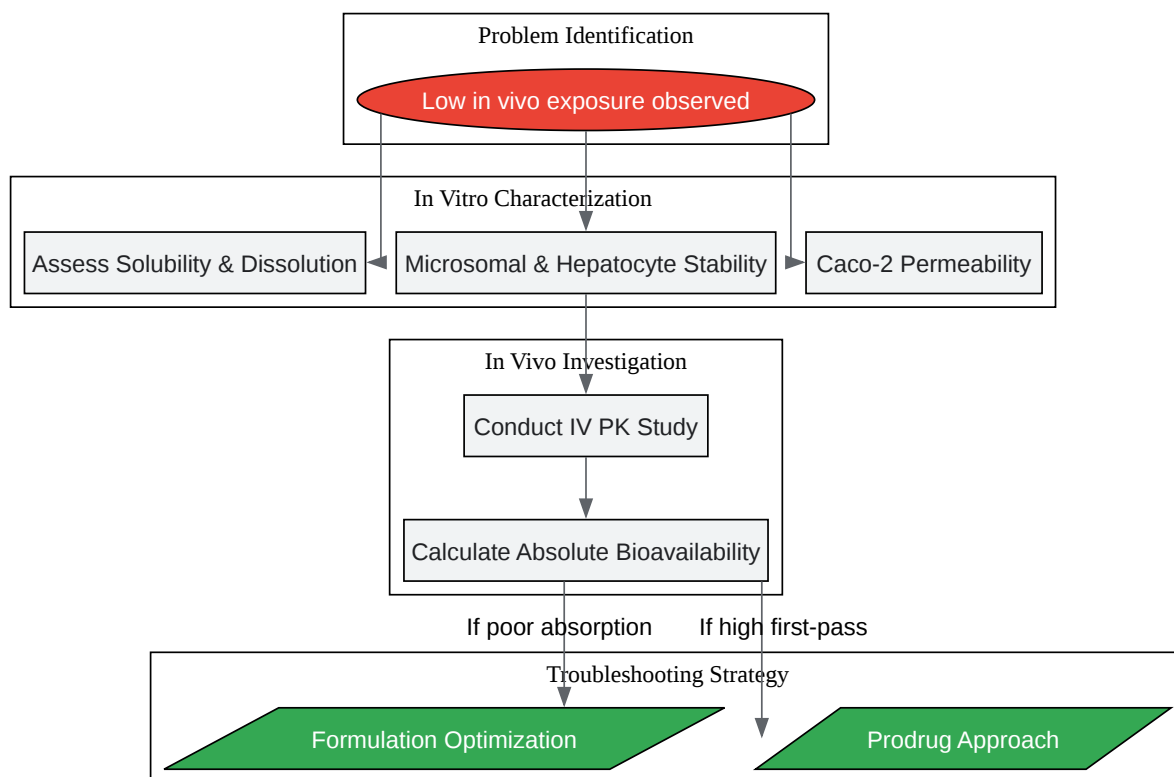 Problem Identification
Low in vivo exposure observed
In Vitro Characterization
Assess Solubility & Dissolution
Microsomal & Hepatocyte Stability
Caco-2 Permeability
In Vivo Investigation
Conduct IV PK Study
Calculate Absolute Bioavailability
If poor absorption
If high first-pass
Troubleshooting Strategy
Formulation Optimization
Prodrug Approach